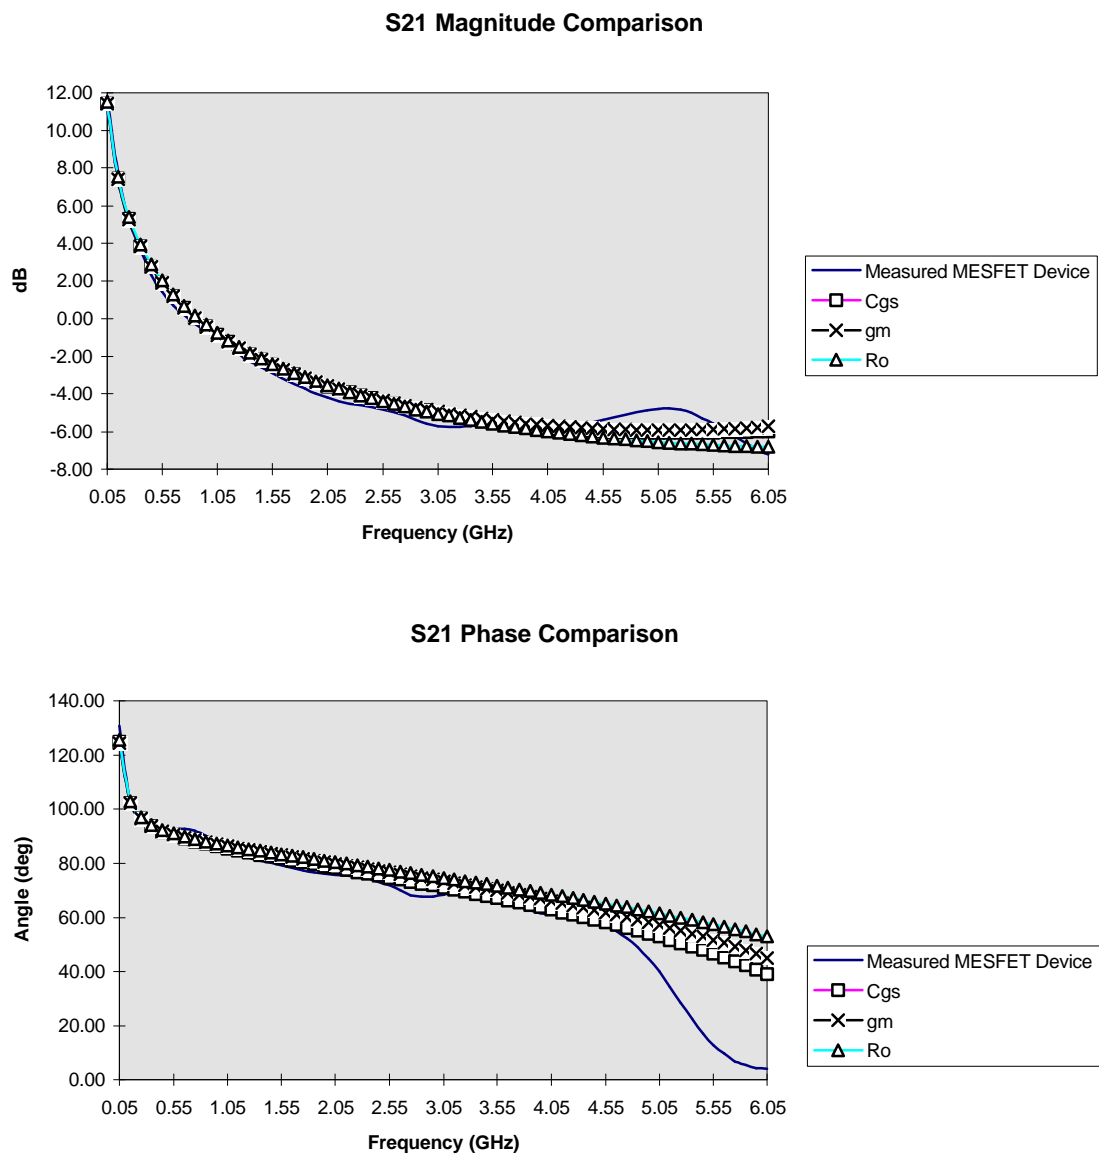 S21 Magnitude Comparison
12.00
10.00
8.00
6.00
4.00
2.00
0.00
-2.00
-4.00
-6.00
-8.00
dB
0.05 0.55 1.05 1.55 2.05 2.55 3.05 3.55 4.05 4.55 5.05 5.55 6.05
Frequency (GHz)
Measured MESFET Device
Cgs
gm
Ro
S21 Phase Comparison
140.00
120.00
100.00
80.00
60.00
40.00
20.00
0.00
Angle (deg)
0.05 0.55 1.05 1.55 2.05 2.55 3.05 3.55 4.05 4.55 5.05 5.55 6.05
Frequency (GHz)
Measured MESFET Device
Cgs
gm
Ro